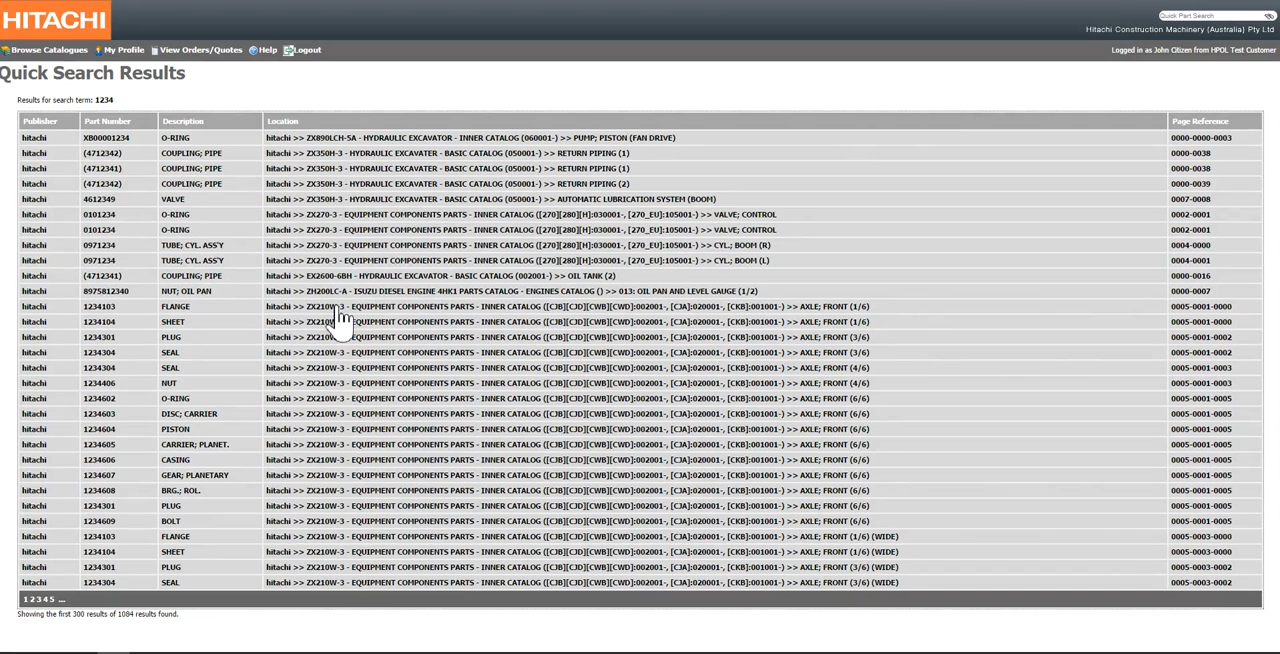 HITACHI
Quick Part Search
Hitachi Construction Machinery (Australia) Pty Ltd
Browse Catalogues My Profile View Orders/Quotes Help Logout Logged in as John Citizen from HPOL Test Customer
Quick Search Results
Results for search term: 1234
Publisher Part Number Description Location Page Reference
hitachi XB00001234 O-RING hitachi >> ZX890LCH-5A - HYDRAULIC EXCAVATOR - INNER CATALOG (060001-) >> PUMP; PISTON (FAN DRIVE) 0000-0000-0003
hitachi (4712342) COUPLING; PIPE hitachi >> ZX350H-3 - HYDRAULIC EXCAVATER - BASIC CATALOG (050001-) >> RETURN PIPING (1) 0000-0038
hitachi (4712341) COUPLING; PIPE hitachi >> ZX350H-3 - HYDRAULIC EXCAVATER - BASIC CATALOG (050001-) >> RETURN PIPING (1) 0000-0038
hitachi (4712342) COUPLING; PIPE hitachi >> ZX350H-3 - HYDRAULIC EXCAVATER - BASIC CATALOG (050001-) >> RETURN PIPING (2) 0000-0039
hitachi 4612349 VALVE hitachi >> ZX350H-3 - HYDRAULIC EXCAVATER - BASIC CATALOG (050001-) >> AUTOMATIC LUBRICATION SYSTEM (BOOM) 0007-0008
hitachi 0101234 O-RING hitachi >> ZX270-3 - EQUIPMENT COMPONENTS PARTS - INNER CATALOG ([270][280][H]:030001-, [270_EU]:105001-) >> VALVE; CONTROL 0002-0001
hitachi 0101234 O-RING hitachi >> ZX270-3 - EQUIPMENT COMPONENTS PARTS - INNER CATALOG ([270][280][H]:030001-, [270_EU]:105001-) >> VALVE; CONTROL 0002-0001
hitachi 0971234 TUBE; CYL. ASS'Y hitachi >> ZX270-3 - EQUIPMENT COMPONENTS PARTS - INNER CATALOG ([270][280][H]:030001-, [270_EU]:105001-) >> CYL.; BOOM (R) 0004-0000
hitachi 0971234 TUBE; CYL. ASS'Y hitachi >> ZX270-3 - EQUIPMENT COMPONENTS PARTS - INNER CATALOG ([270][280][H]:030001-, [270_EU]:105001-) >> CYL.; BOOM (L) 0004-0001
hitachi (4712341) COUPLING; PIPE hitachi >> EX2600-6BH - HYDRAULIC EXCAVATOR - BASIC CATALOG (002001-) >> OIL TANK (2) 0000-0016
hitachi 8975812340 NUT; OIL PAN hitachi >> ZH200LC-A - ISUZU DIESEL ENGINE 4HK1 PARTS CATALOG - ENGINES CATALOG () >> 013: OIL PAN AND LEVEL GAUGE (1/2) 0000-0007
hitachi 1234103 FLANGE hitachi >> ZX210W-3 - EQUIPMENT COMPONENTS PARTS - INNER CATALOG ([CJB][CJD][CWB][CWD]:002001-, [CJA]:020001-, [CKB]:001001-) >> AXLE; FRONT (1/6) 0005-0001-0000
hitachi 1234104 SHEET hitachi >> ZX210W EQUIPMENT COMPONENTS PARTS - INNER CATALOG ([CJB][CJD][CWB][CWD]:002001-, [CJA]:020001-, [CKB]:001001-) >> AXLE; FRONT (1/6) 0005-0001-0000
hitachi 1234301 PLUG hitachi >> ZX210W-3 - EQUIPMENT COMPONENTS PARTS - INNER CATALOG ([CJB][CJD][CWB][CWD]:002001-, [CJA]:020001-, [CKB]:001001-) >> AXLE; FRONT (3/6) 0005-0001-0002
hitachi 1234304 SEAL hitachi >> ZX210W-3 - EQUIPMENT COMPONENTS PARTS - INNER CATALOG ([CJB][CJD][CWB][CWD]:002001-, [CJA]:020001-, [CKB]:001001-) >> AXLE; FRONT (3/6) 0005-0001-0002
hitachi 1234304 SEAL hitachi >> ZX210W-3 - EQUIPMENT COMPONENTS PARTS - INNER CATALOG ([CJB][CJD][CWB][CWD]:002001-, [CJA]:020001-, [CKB]:001001-) >> AXLE; FRONT (4/6) 0005-0001-0003
hitachi 1234406 NUT hitachi >> ZX210W-3 - EQUIPMENT COMPONENTS PARTS - INNER CATALOG ([CJB][CJD][CWB][CWD]:002001-, [CJA]:020001-, [CKB]:001001-) >> AXLE; FRONT (4/6) 0005-0001-0003
hitachi 1234602 O-RING hitachi >> ZX210W-3 - EQUIPMENT COMPONENTS PARTS - INNER CATALOG ([CJB][CJD][CWB][CWD]:002001-, [CJA]:020001-, [CKB]:001001-) >> AXLE; FRONT (6/6) 0005-0001-0005
hitachi 1234603 DISC; CARRIER hitachi >> ZX210W-3 - EQUIPMENT COMPONENTS PARTS - INNER CATALOG ([CJB][CJD][CWB][CWD]:002001-, [CJA]:020001-, [CKB]:001001-) >> AXLE; FRONT (6/6) 0005-0001-0005
hitachi 1234604 PISTON hitachi >> ZX210W-3 - EQUIPMENT COMPONENTS PARTS - INNER CATALOG ([CJB][CJD][CWB][CWD]:002001-, [CJA]:020001-, [CKB]:001001-) >> AXLE; FRONT (6/6) 0005-0001-0005
hitachi 1234605 CARRIER; PLANET. hitachi >> ZX210W-3 - EQUIPMENT COMPONENTS PARTS - INNER CATALOG ([CJB][CJD][CWB][CWD]:002001-, [CJA]:020001-, [CKB]:001001-) >> AXLE; FRONT (6/6) 0005-0001-0005
hitachi 1234606 CASING hitachi >> ZX210W-3 - EQUIPMENT COMPONENTS PARTS - INNER CATALOG ([CJB][CJD][CWB][CWD]:002001-, [CJA]:020001-, [CKB]:001001-) >> AXLE; FRONT (6/6) 0005-0001-0005
hitachi 1234607 GEAR; PLANETARY hitachi >> ZX210W-3 - EQUIPMENT COMPONENTS PARTS - INNER CATALOG ([CJB][CJD][CWB][CWD]:002001-, [CJA]:020001-, [CKB]:001001-) >> AXLE; FRONT (6/6) 0005-0001-0005
hitachi 1234608 BRG.; ROL. hitachi >> ZX210W-3 - EQUIPMENT COMPONENTS PARTS - INNER CATALOG ([CJB][CJD][CWB][CWD]:002001-, [CJA]:020001-, [CKB]:001001-) >> AXLE; FRONT (6/6) 0005-0001-0005
hitachi 1234301 PLUG hitachi >> ZX210W-3 - EQUIPMENT COMPONENTS PARTS - INNER CATALOG ([CJB][CJD][CWB][CWD]:002001-, [CJA]:020001-, [CKB]:001001-) >> AXLE; FRONT (6/6) 0005-0001-0005
hitachi 1234609 BOLT hitachi >> ZX210W-3 - EQUIPMENT COMPONENTS PARTS - INNER CATALOG ([CJB][CJD][CWB][CWD]:002001-, [CJA]:020001-, [CKB]:001001-) >> AXLE; FRONT (6/6) 0005-0001-0005
hitachi 1234103 FLANGE hitachi >> ZX210W-3 - EQUIPMENT COMPONENTS PARTS - INNER CATALOG ([CJB][CJD][CWB][CWD]:002001-, [CJA]:020001-, [CKB]:001001-) >> AXLE; FRONT (1/6) (WIDE) 0005-0003-0000
hitachi 1234104 SHEET hitachi >> ZX210W-3 - EQUIPMENT COMPONENTS PARTS - INNER CATALOG ([CJB][CJD][CWB][CWD]:002001-, [CJA]:020001-, [CKB]:001001-) >> AXLE; FRONT (1/6) (WIDE) 0005-0003-0000
hitachi 1234301 PLUG hitachi >> ZX210W-3 - EQUIPMENT COMPONENTS PARTS - INNER CATALOG ([CJB][CJD][CWB][CWD]:002001-, [CJA]:020001-, [CKB]:001001-) >> AXLE; FRONT (3/6) (WIDE) 0005-0003-0002
hitachi 1234304 SEAL hitachi >> ZX210W-3 - EQUIPMENT COMPONENTS PARTS - INNER CATALOG ([CJB][CJD][CWB][CWD]:002001-, [CJA]:020001-, [CKB]:001001-) >> AXLE; FRONT (3/6) (WIDE) 0005-0003-0002
1 2 3 4 5 ...
Showing the first 300 results of 1084 results found.